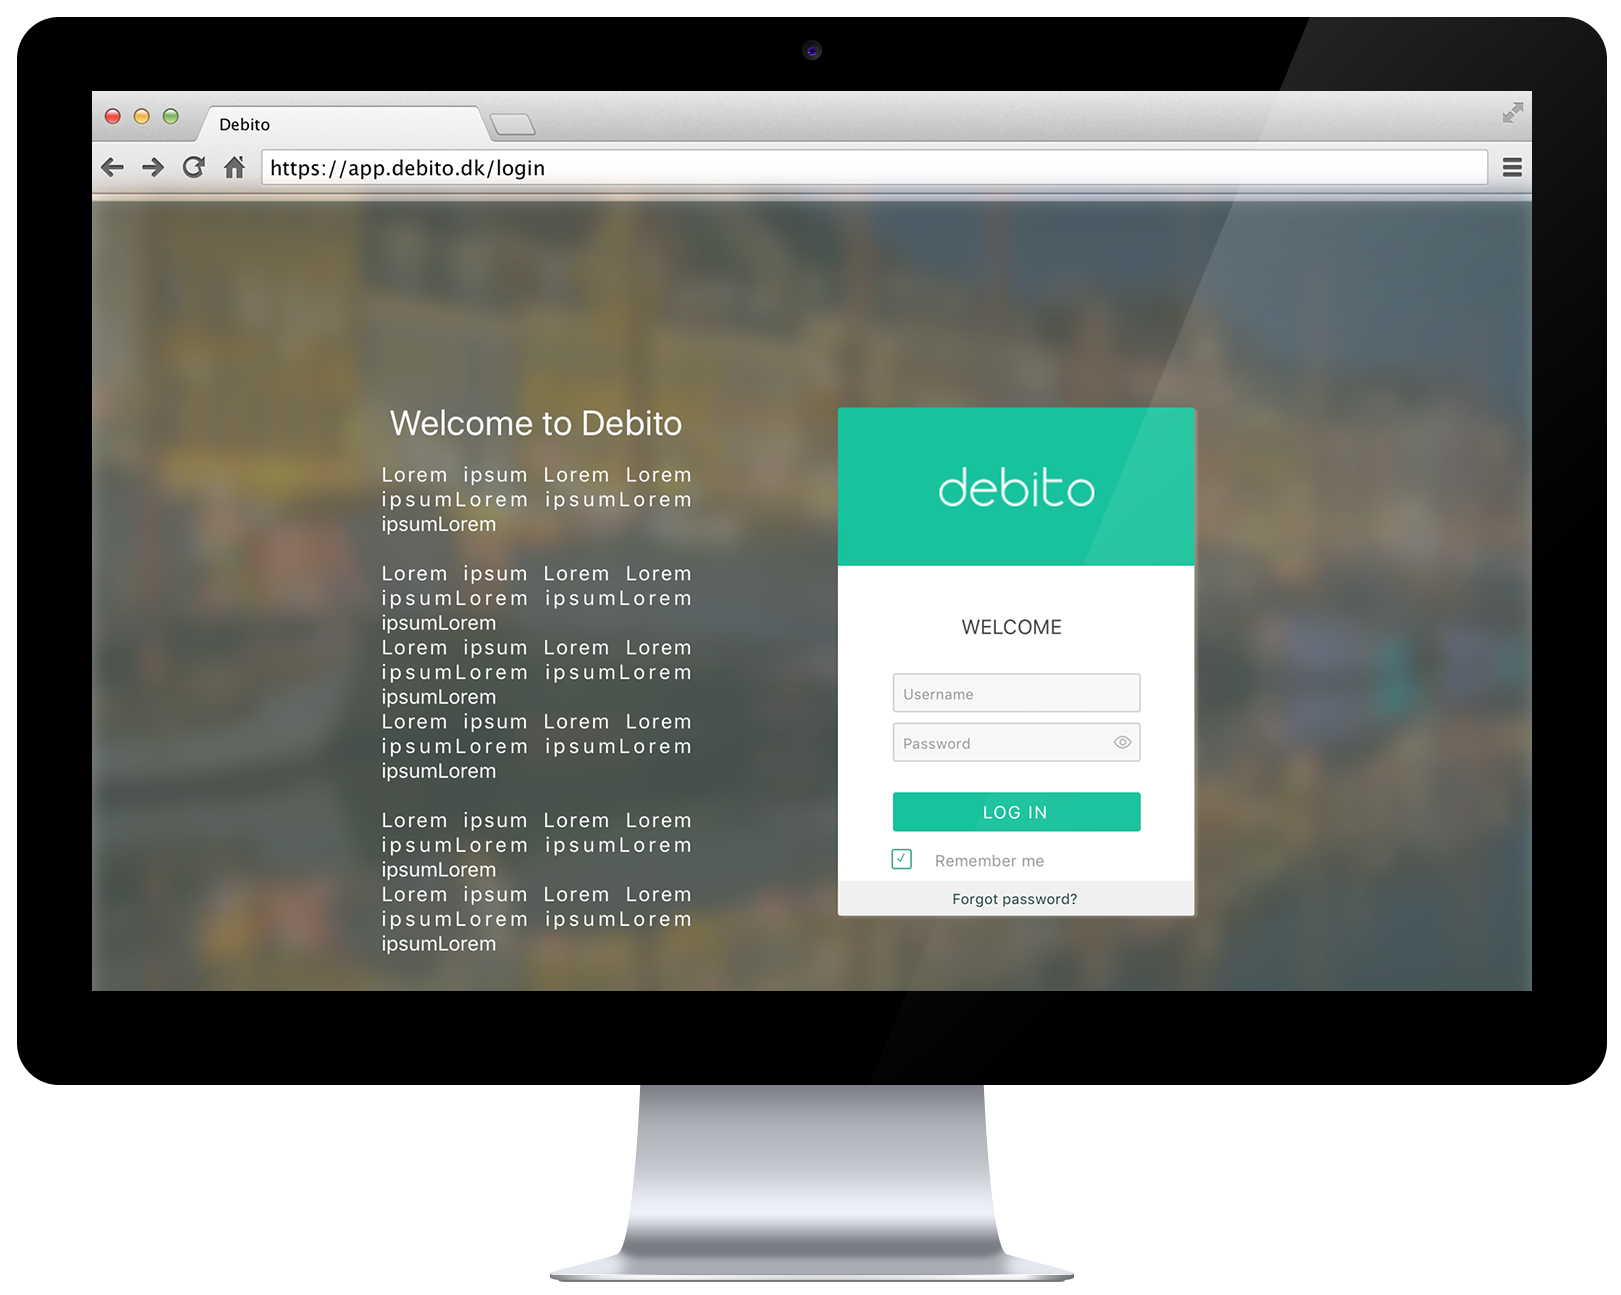 Debito
https://app.debito.dk/login
Welcome to Debito
Lorem ipsum Lorem Lorem
ipsumLorem ipsumLorem
ipsumLorem
Lorem ipsum Lorem Lorem
ipsumLorem ipsumLorem
ipsumLorem
Lorem ipsum Lorem Lorem
ipsumLorem ipsumLorem
ipsumLorem
Lorem ipsum Lorem Lorem
ipsumLorem ipsumLorem
ipsumLorem
Lorem ipsum Lorem Lorem
ipsumLorem ipsumLorem
ipsumLorem
Lorem ipsum Lorem Lorem
ipsumLorem ipsumLorem
ipsumLorem
debito
WELCOME
Username
Password
LOG IN
Remember me
Forgot password?